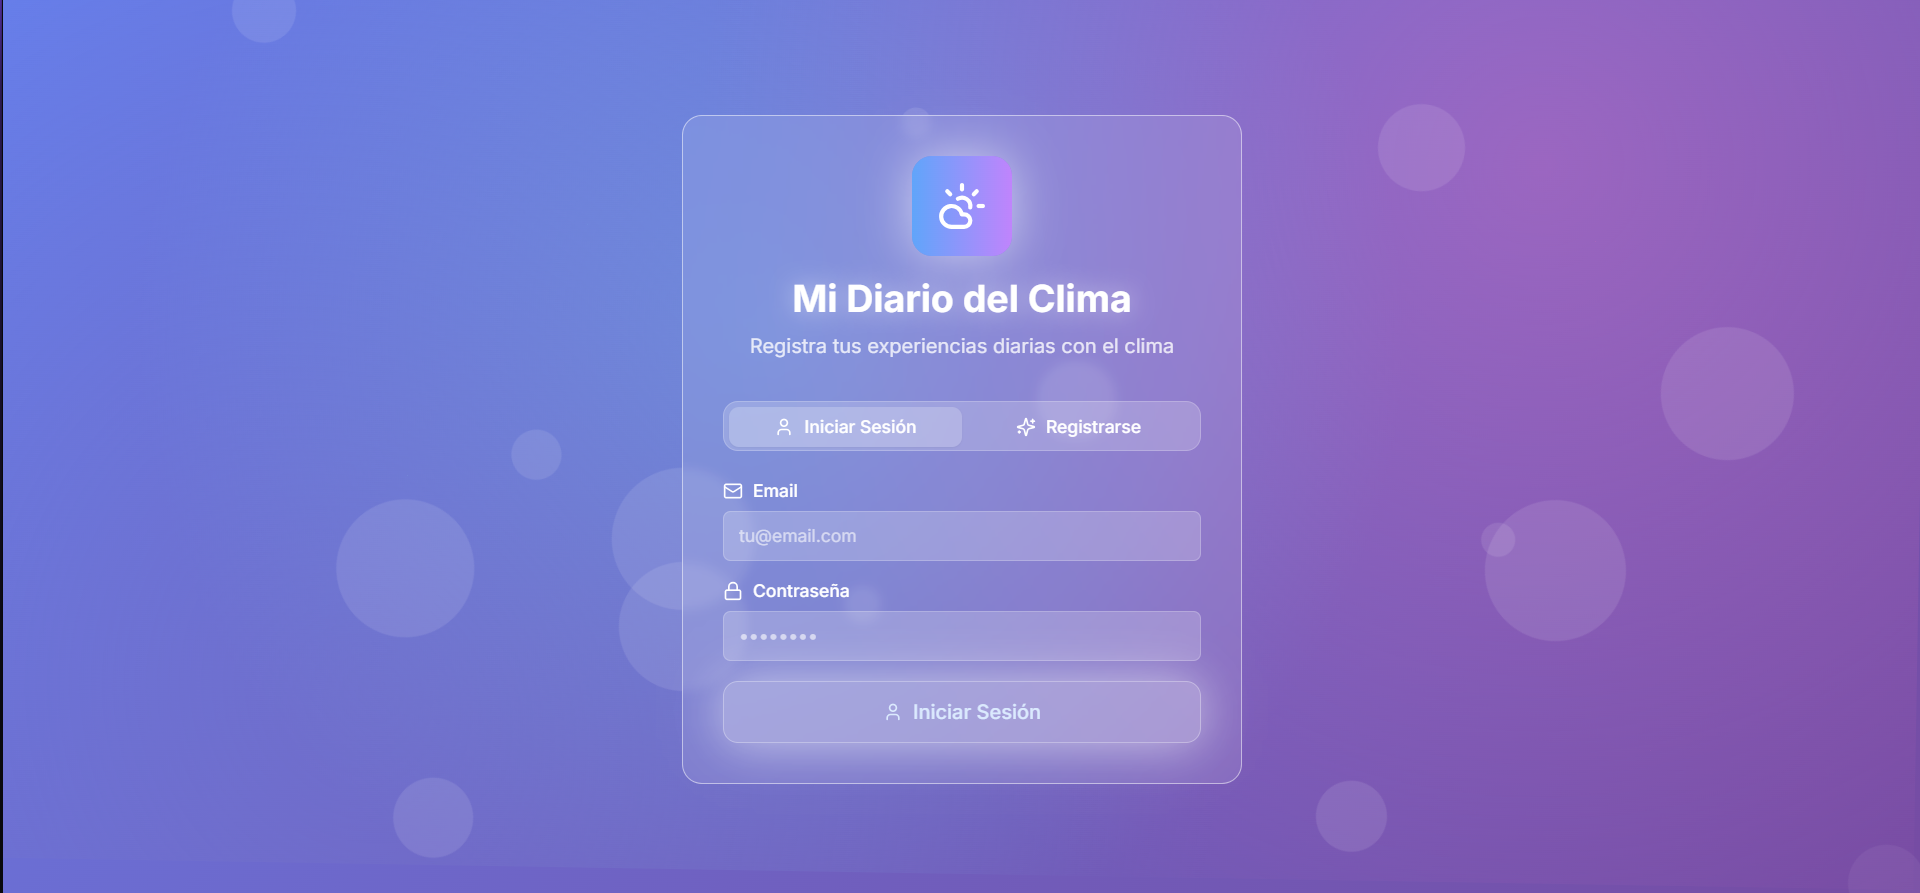 Mi Diario del Clima
Registra tus experiencias diarias con el clima
Iniciar Sesión
Registrarse
Email
tu@email.com
Contraseña
••••••••
Iniciar Sesión